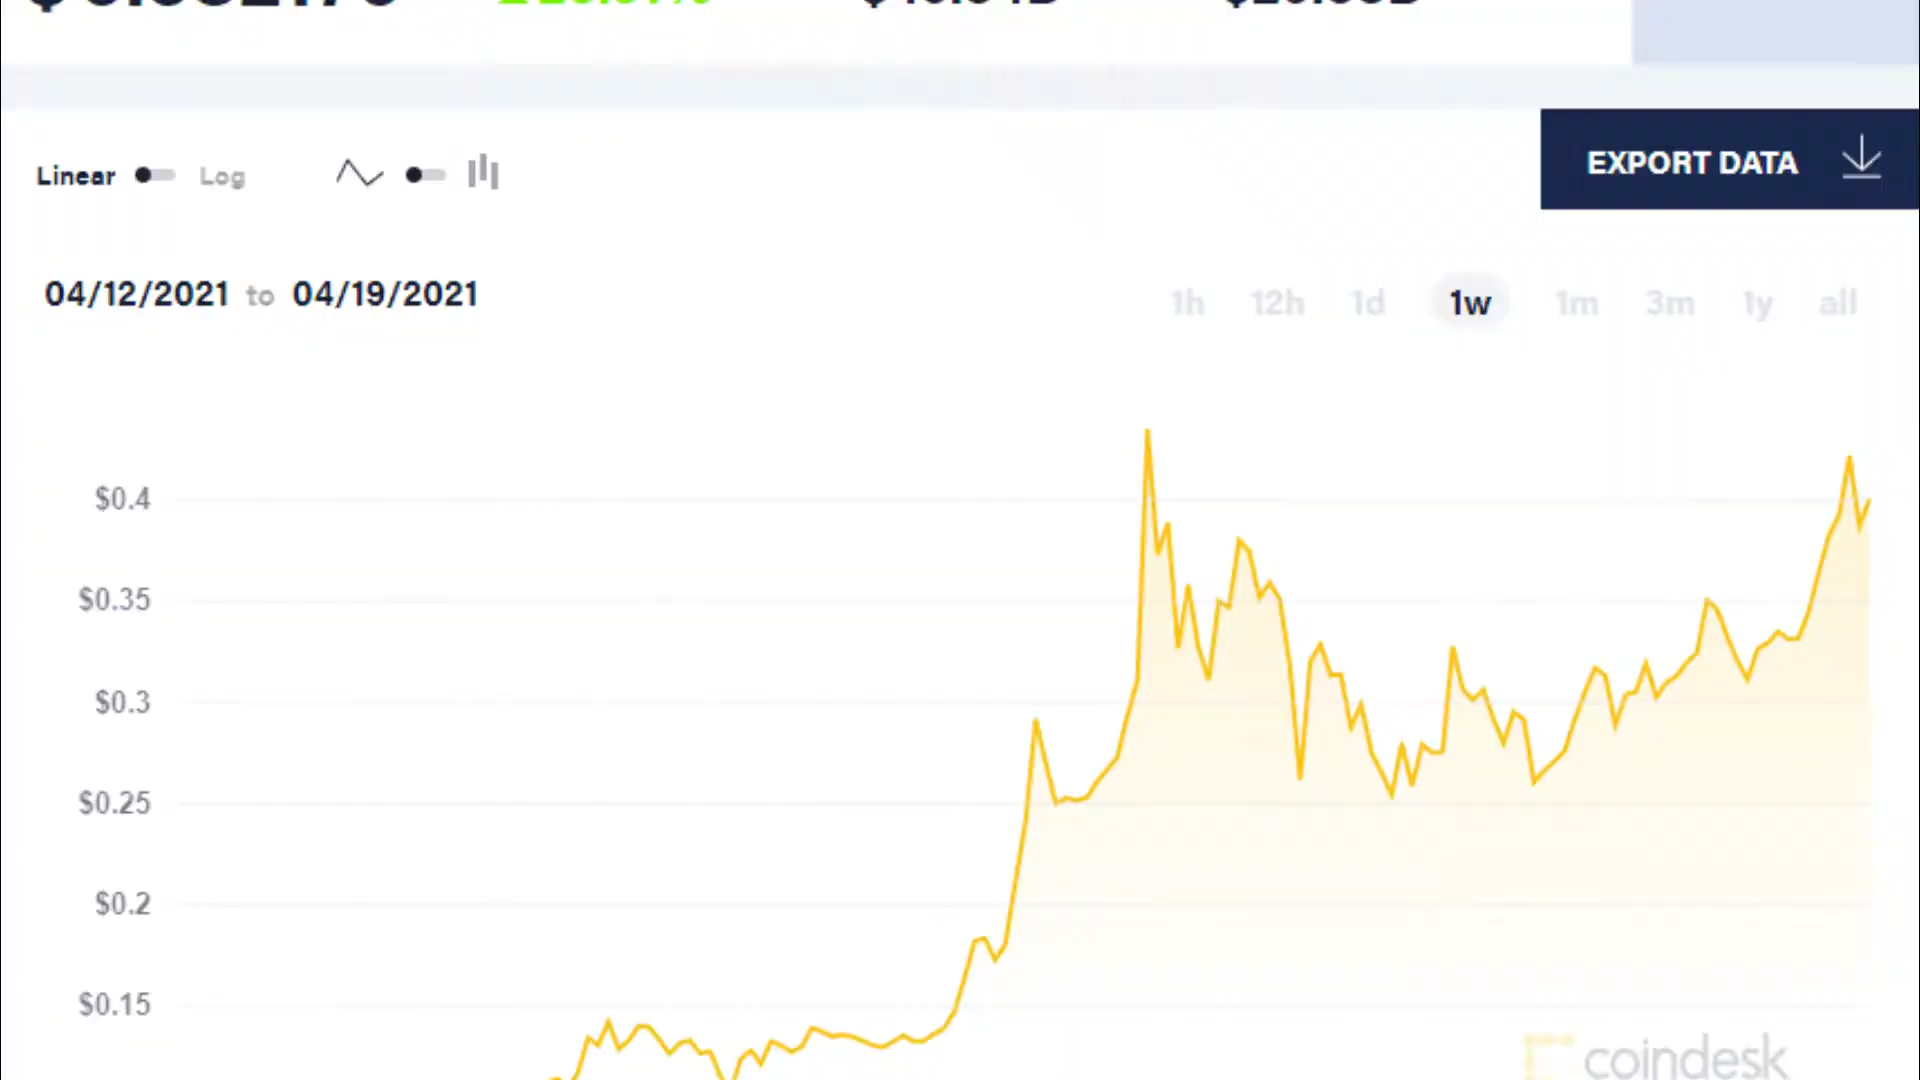 Linear Log
EXPORT DATA
04/12/2021 to 04/19/2021
1h 12h 1d 1w 1m 3m 1y all
$0.4
$0.35
$0.3
$0.25
$0.2
$0.15
coindesk